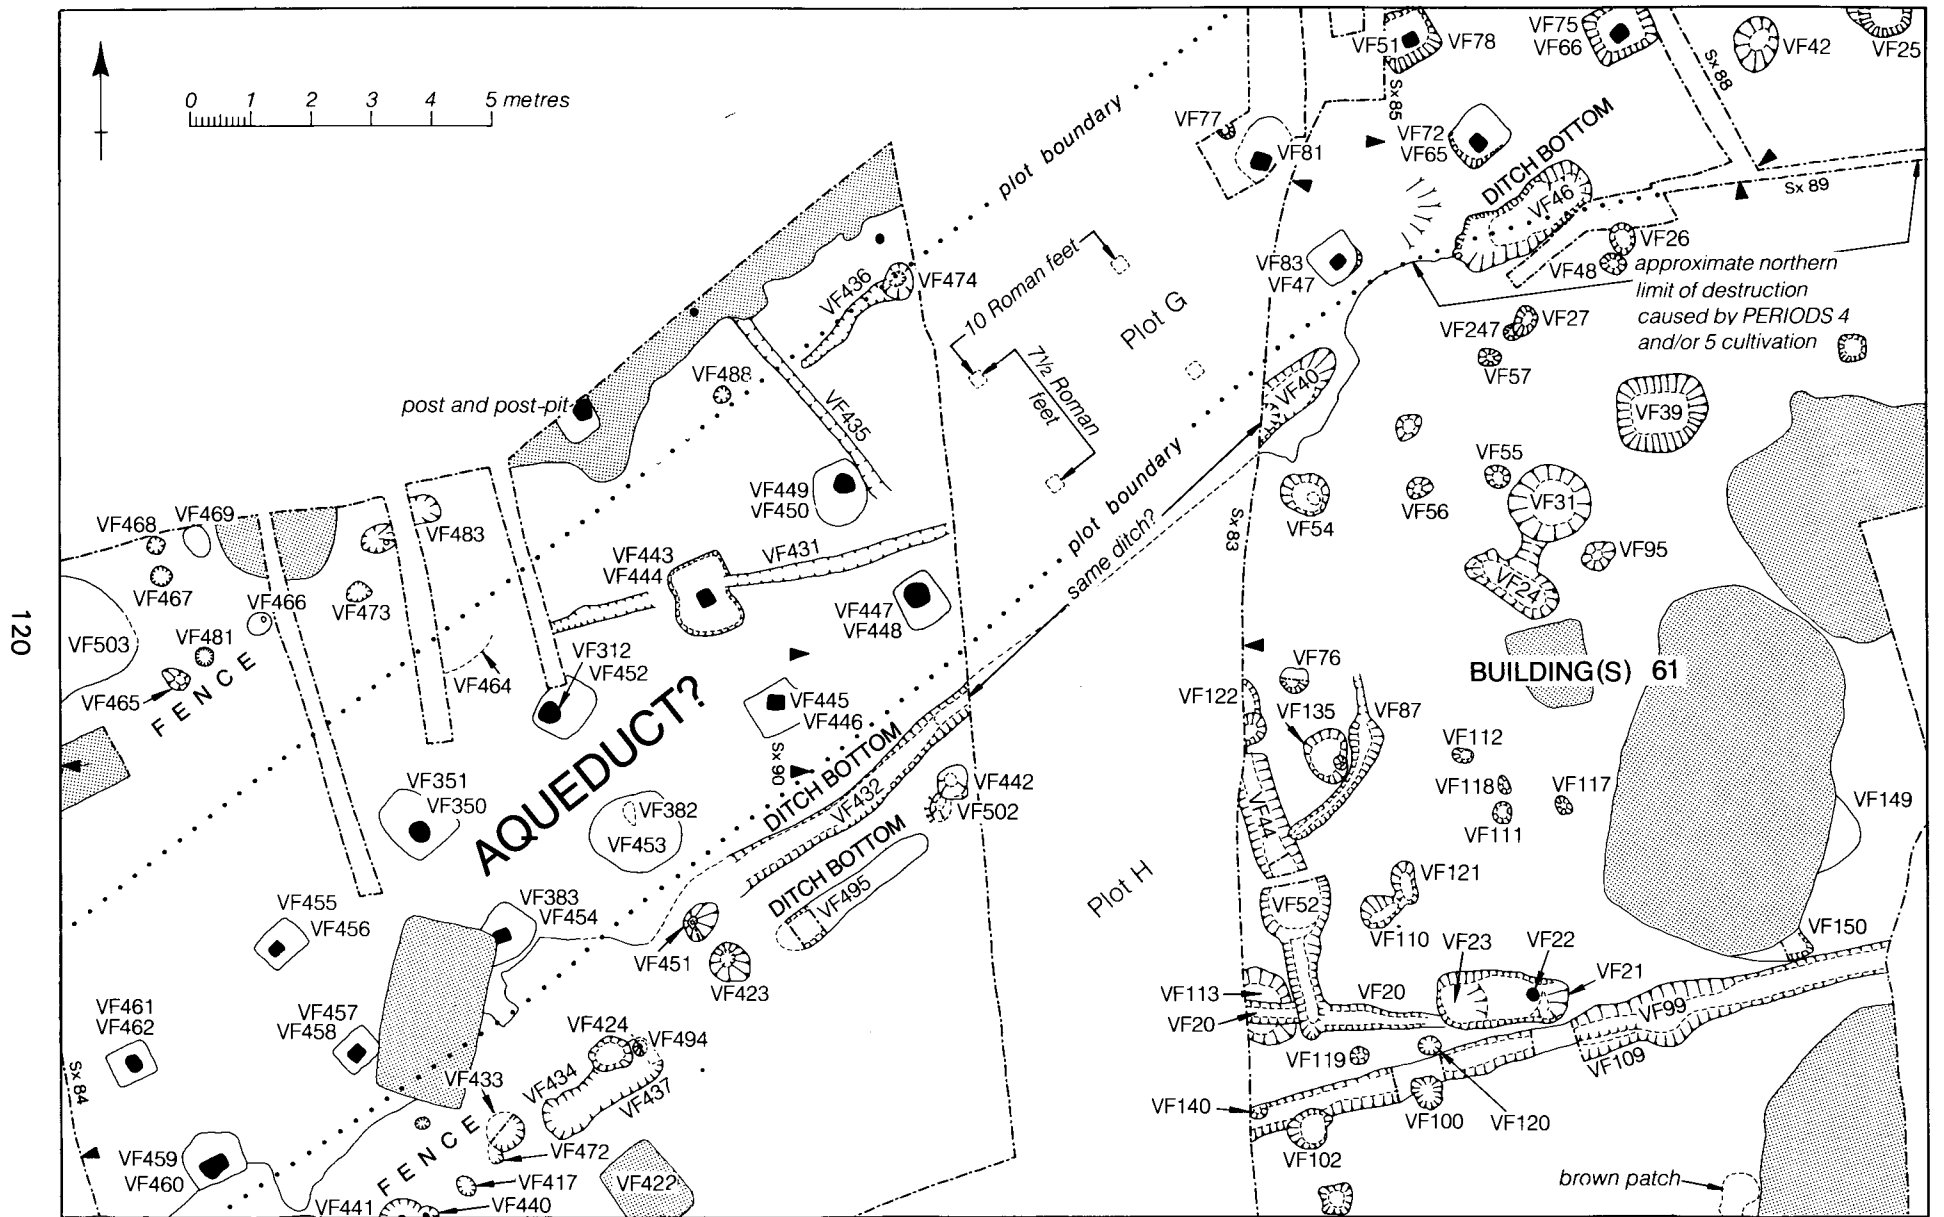 VF51
VF78
VF75
VF66
VF42
VF25
Sx 88
Sx 85
0 1 2 3 4 5 metres
plot boundary
VF77
VF81
VF72
VF65
DITCH BOTTOM
VF46
Sx 89
VF26
VF48
approximate northern
limit of destruction
caused by PERIODS 4
and/or 5 cultivation
VF83
VF47
VF436
VF474
10 Roman feet
Plot G
7½ Roman
feet
VF247
VF27
VF57
VF488
post and post-pit
VF435
VF40
VF39
plot boundary
same ditch?
VF449
VF450
VF55
VF56
VF31
VF54
Sx 83
VF95
VF24
VF468
VF469
VF483
VF443
VF444
VF431
VF467
VF466
VF473
VF447
VF448
VF503
VF481
VF465
FENCE
VF464
VF312
VF452
AQUEDUCT?
VF445
VF446
BUILDING(S) 61
VF76
VF122
VF135
VF87
VF112
VF118
VF117
VF111
VF149
Sx 90
DITCH BOTTOM
VF432
VF442
VF502
VF351
VF350
VF382
VF453
VF44
DITCH BOTTOM
VF495
Plot H
VF121
VF52
VF110
VF23
VF22
VF21
VF150
VF455
VF456
VF383
VF454
VF451
VF423
VF113
VF20
VF20
VF99
VF109
VF461
VF462
VF457
VF458
VF424
VF494
VF119
VF433
VF434
VF437
VF140
VF100
VF120
VF102
Sx 84
VF459
VF460
FENCE
VF472
VF417
VF422
VF441
VF440
brown patch
120